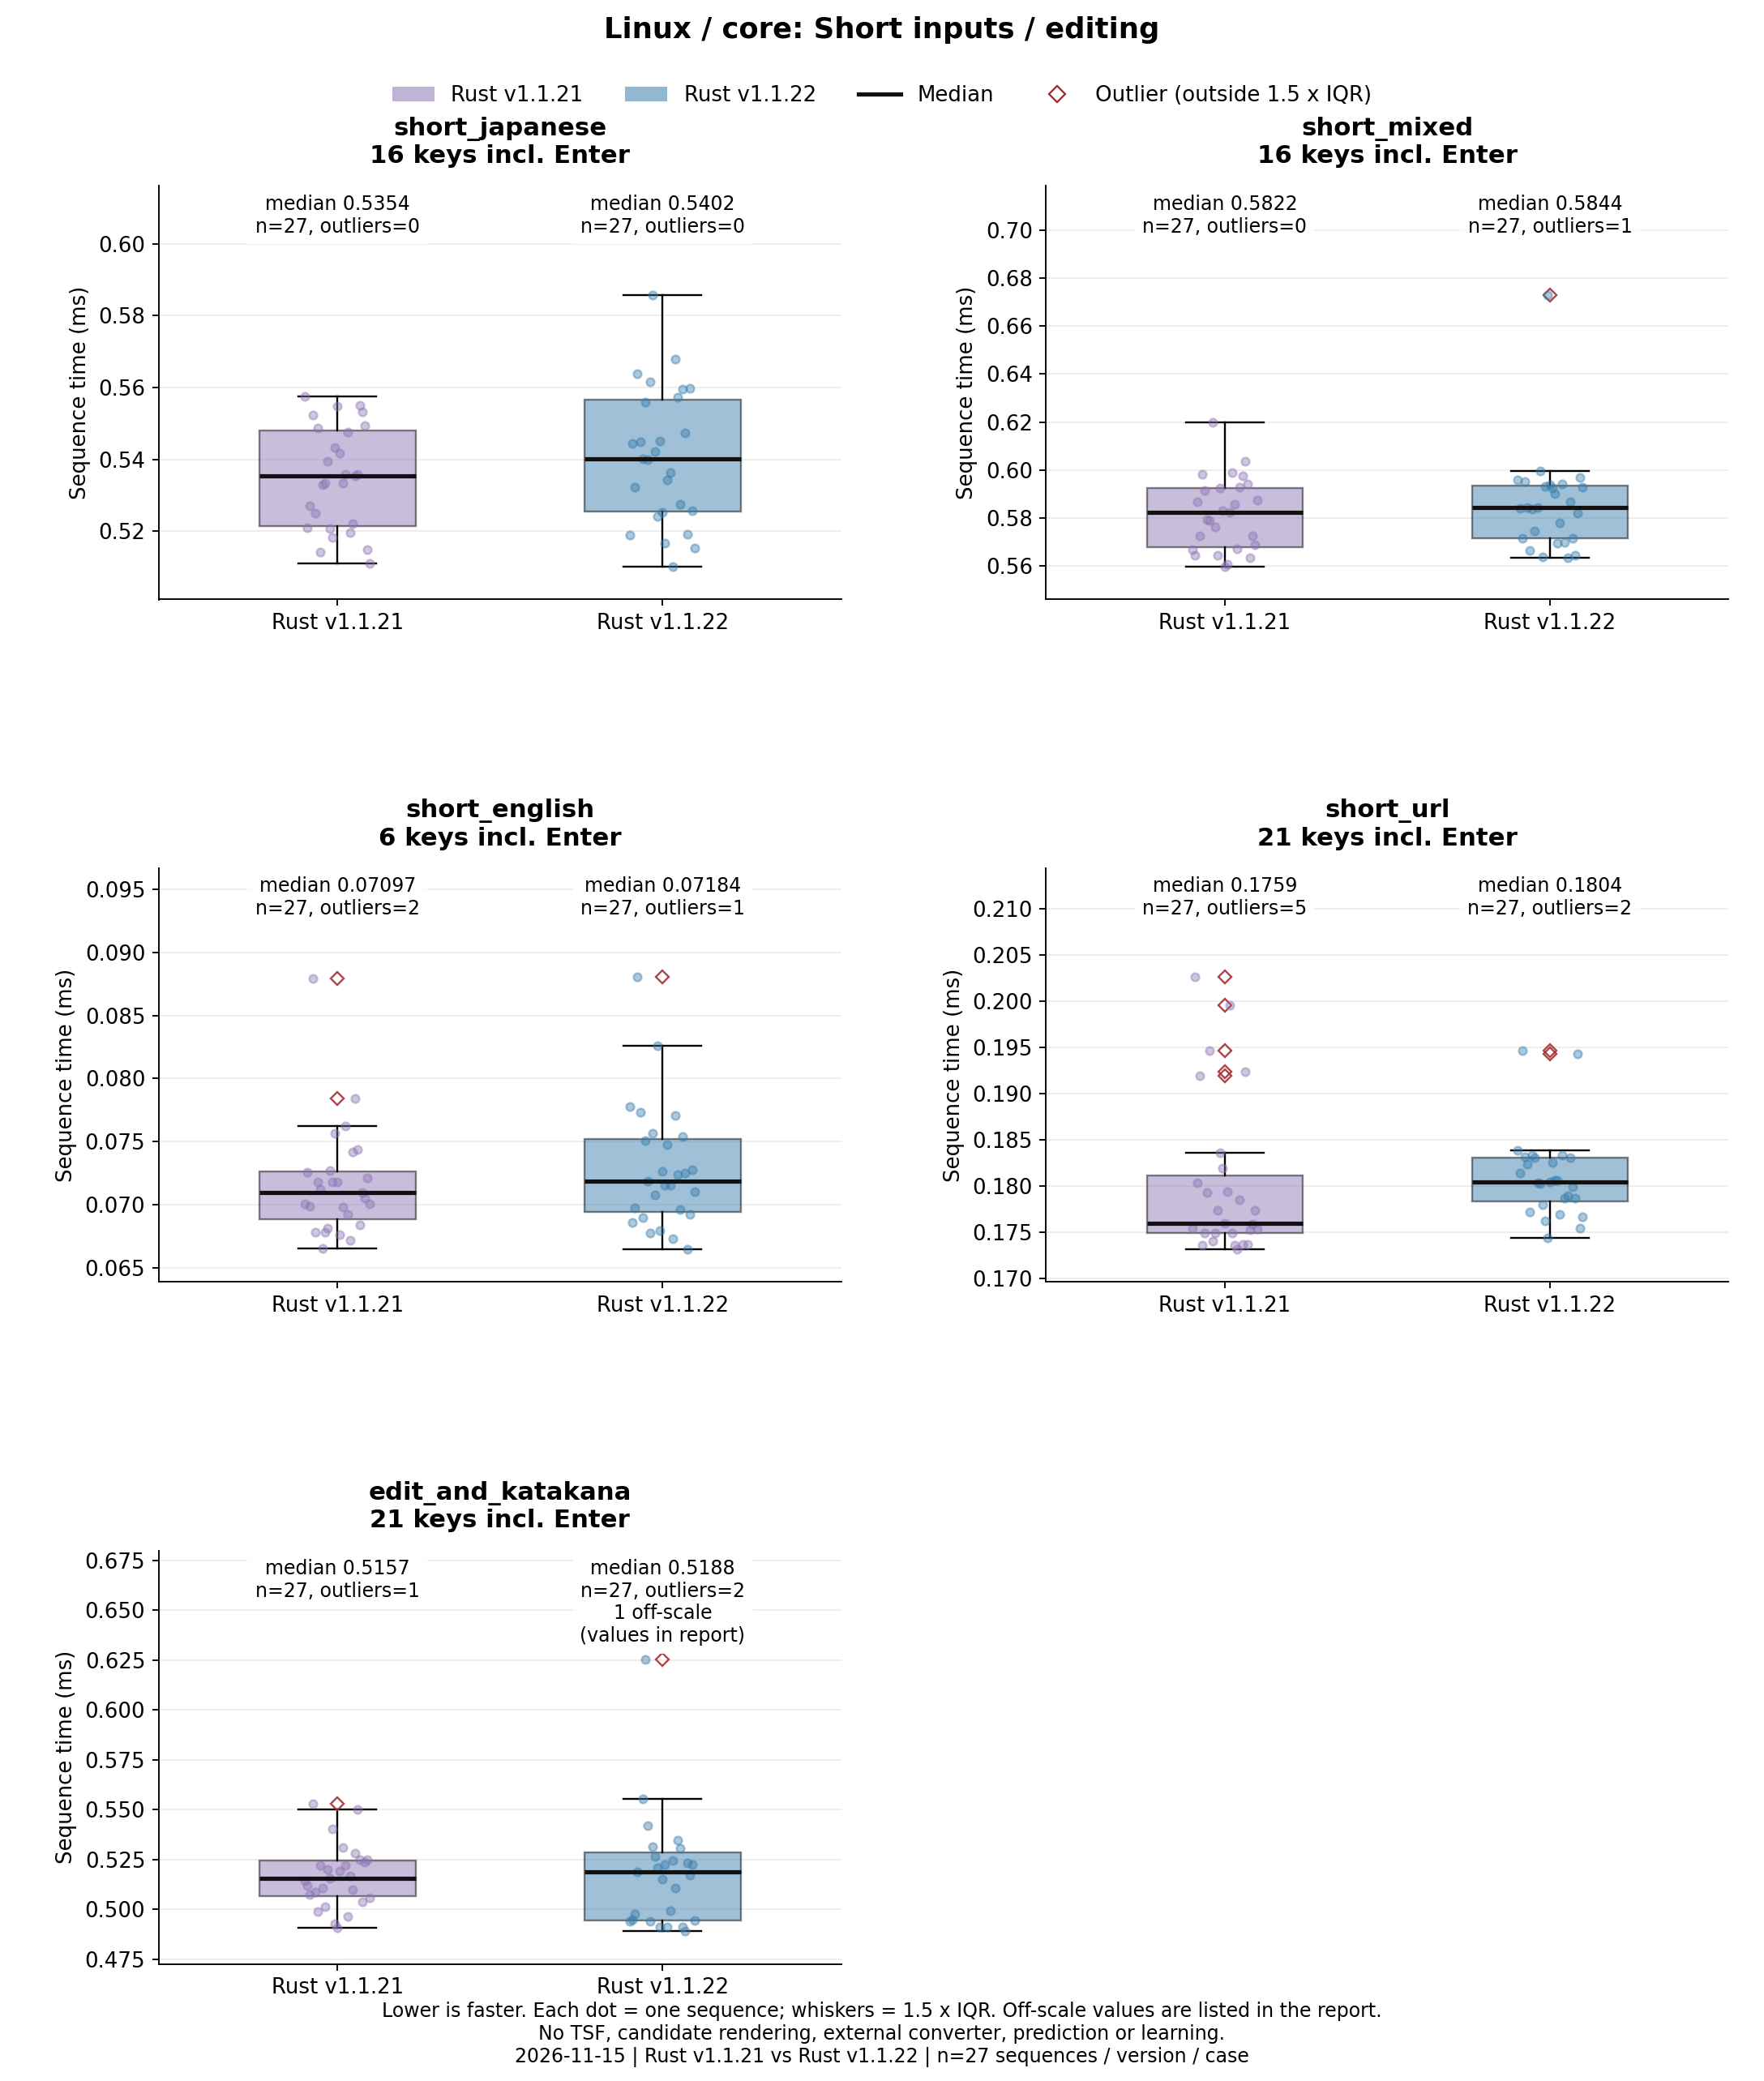 Linux / core: Short inputs / editing
Rust v1.1.21
Rust v1.1.22
Median
Outlier (outside 1.5 x IQR)
short_japanese
16 keys incl. Enter
median 0.5354
n=27, outliers=0
median 0.5402
n=27, outliers=0
Sequence time (ms)
0.60
0.58
0.56
0.54
0.52
Rust v1.1.21
Rust v1.1.22
short_mixed
16 keys incl. Enter
median 0.5822
n=27, outliers=0
median 0.5844
n=27, outliers=1
Sequence time (ms)
0.70
0.68
0.66
0.64
0.62
0.60
0.58
0.56
Rust v1.1.21
Rust v1.1.22
short_english
6 keys incl. Enter
median 0.07097
n=27, outliers=2
median 0.07184
n=27, outliers=1
Sequence time (ms)
0.095
0.090
0.085
0.080
0.075
0.070
0.065
Rust v1.1.21
Rust v1.1.22
short_url
21 keys incl. Enter
median 0.1759
n=27, outliers=5
median 0.1804
n=27, outliers=2
Sequence time (ms)
0.210
0.205
0.200
0.195
0.190
0.185
0.180
0.175
0.170
Rust v1.1.21
Rust v1.1.22
edit_and_katakana
21 keys incl. Enter
median 0.5157
n=27, outliers=1
median 0.5188
n=27, outliers=2
1 off-scale
(values in report)
Sequence time (ms)
0.675
0.650
0.625
0.600
0.575
0.550
0.525
0.500
0.475
Rust v1.1.21
Rust v1.1.22
Lower is faster. Each dot = one sequence; whiskers = 1.5 x IQR. Off-scale values are listed in the report.
No TSF, candidate rendering, external converter, prediction or learning.
2026-11-15 | Rust v1.1.21 vs Rust v1.1.22 | n=27 sequences / version / case